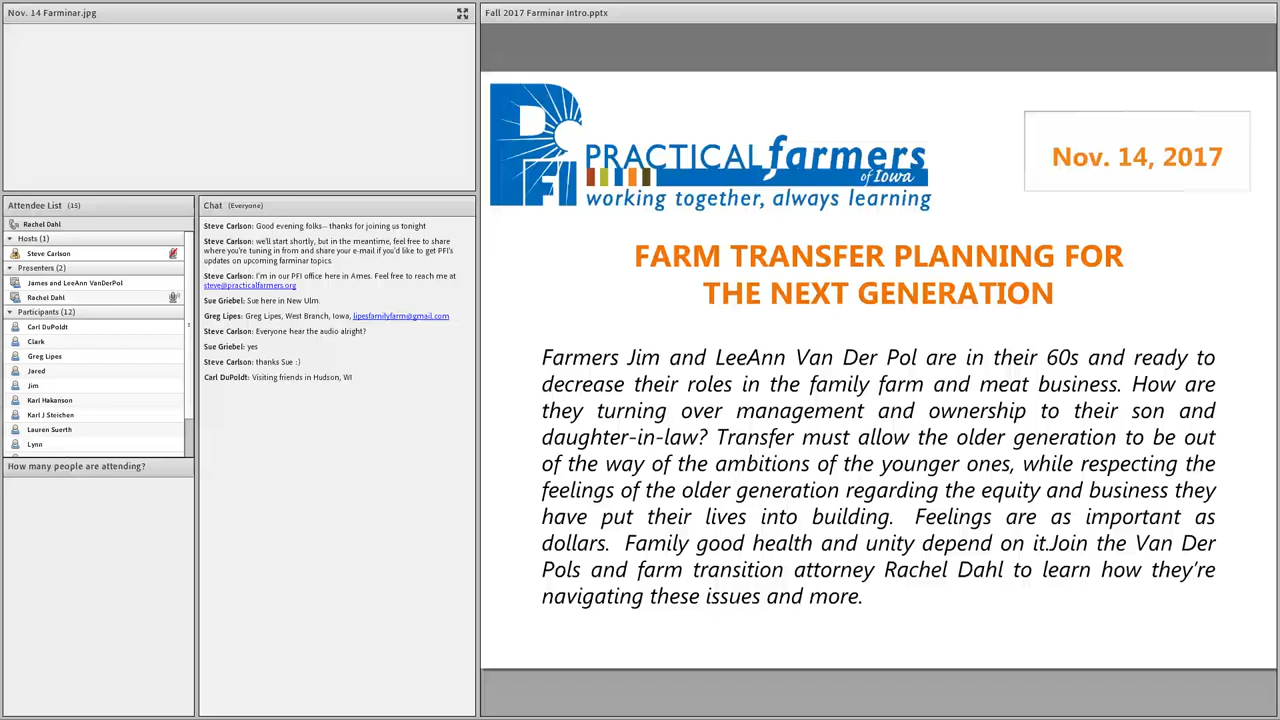 Nov. 14 Farminar.jpg
Attendee List (15)
Rachel Dahl
Hosts (1)
Steve Carlson
Presenters (2)
James and LeeAnn VanDerPol
Rachel Dahl
Participants (12)
Carl DuPoldt
Clark
Greg Lipes
Jared
Jim
Karl Hakanson
Karl J Steichen
Lauren Suerth
Lynn
How many people are attending?
Chat (Everyone)
Steve Carlson: Good evening folks-- thanks for joining us tonight
Steve Carlson: we'll start shortly, but in the meantime, feel free to share
where you're tuning in from and share your e-mail if you'd like to get PFI's
updates on upcoming farminar topics.
Steve Carlson: I'm in our PFI office here in Ames. Feel free to reach me at
steve@practicalfarmers.org
Sue Griebel: Sue here in New Ulm.
Greg Lipes: Greg Lipes, West Branch, Iowa, lipesfamilyfarm@gmail.com
Steve Carlson: Everyone hear the audio alright?
Sue Griebel: yes
Steve Carlson: thanks Sue :)
Carl DuPoldt: Visiting friends in Hudson, WI
Fall 2017 Farminar Intro.pptx
PFI
PRACTICAL farmers
of Iowa
working together, always learning
Nov. 14, 2017
FARM TRANSFER PLANNING FOR
THE NEXT GENERATION
Farmers Jim and LeeAnn Van Der Pol are in their 60s and ready to
decrease their roles in the family farm and meat business. How are
they turning over management and ownership to their son and
daughter-in-law? Transfer must allow the older generation to be out
of the way of the ambitions of the younger ones, while respecting the
feelings of the older generation regarding the equity and business they
have put their lives into building. Feelings are as important as
dollars. Family good health and unity depend on it.Join the Van Der
Pols and farm transition attorney Rachel Dahl to learn how they're
navigating these issues and more.